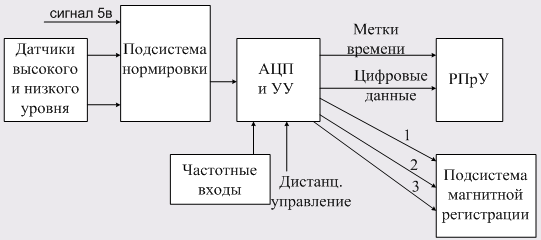 сигнал 5в
Датчики
высокого
и низкого
уровня
Подсистема
нормировки
АЦП
и УУ
Метки
времени
Цифровые
данные
РПрУ
1
2
3
Частотные
входы
Дистанц.
управление
Подсистема
магнитной
регистрации